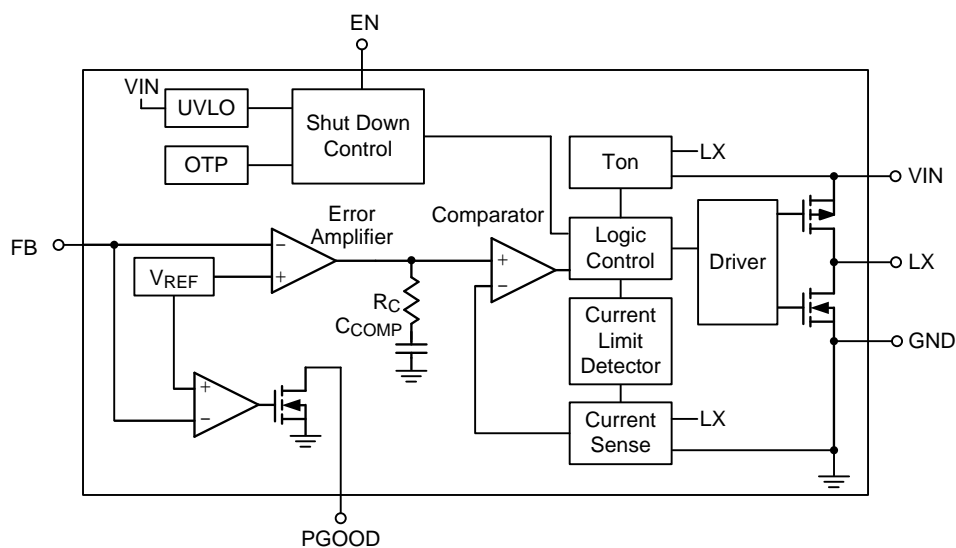 EN
VIN
UVLO
OTP
Shut Down
Control
Ton
LX
VIN
Error
Amplifier
Comparator
FB
VREF
−
+
+
−
Logic
Control
Driver
LX
RC
CCOMP
Current
Limit
Detector
GND
+
−
Current
Sense
LX
PGOOD